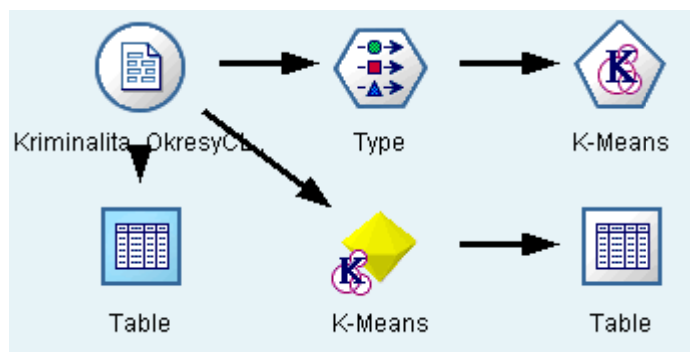 Kriminalita_OkresyCL
Type
K-Means
Table
K-Means
Table